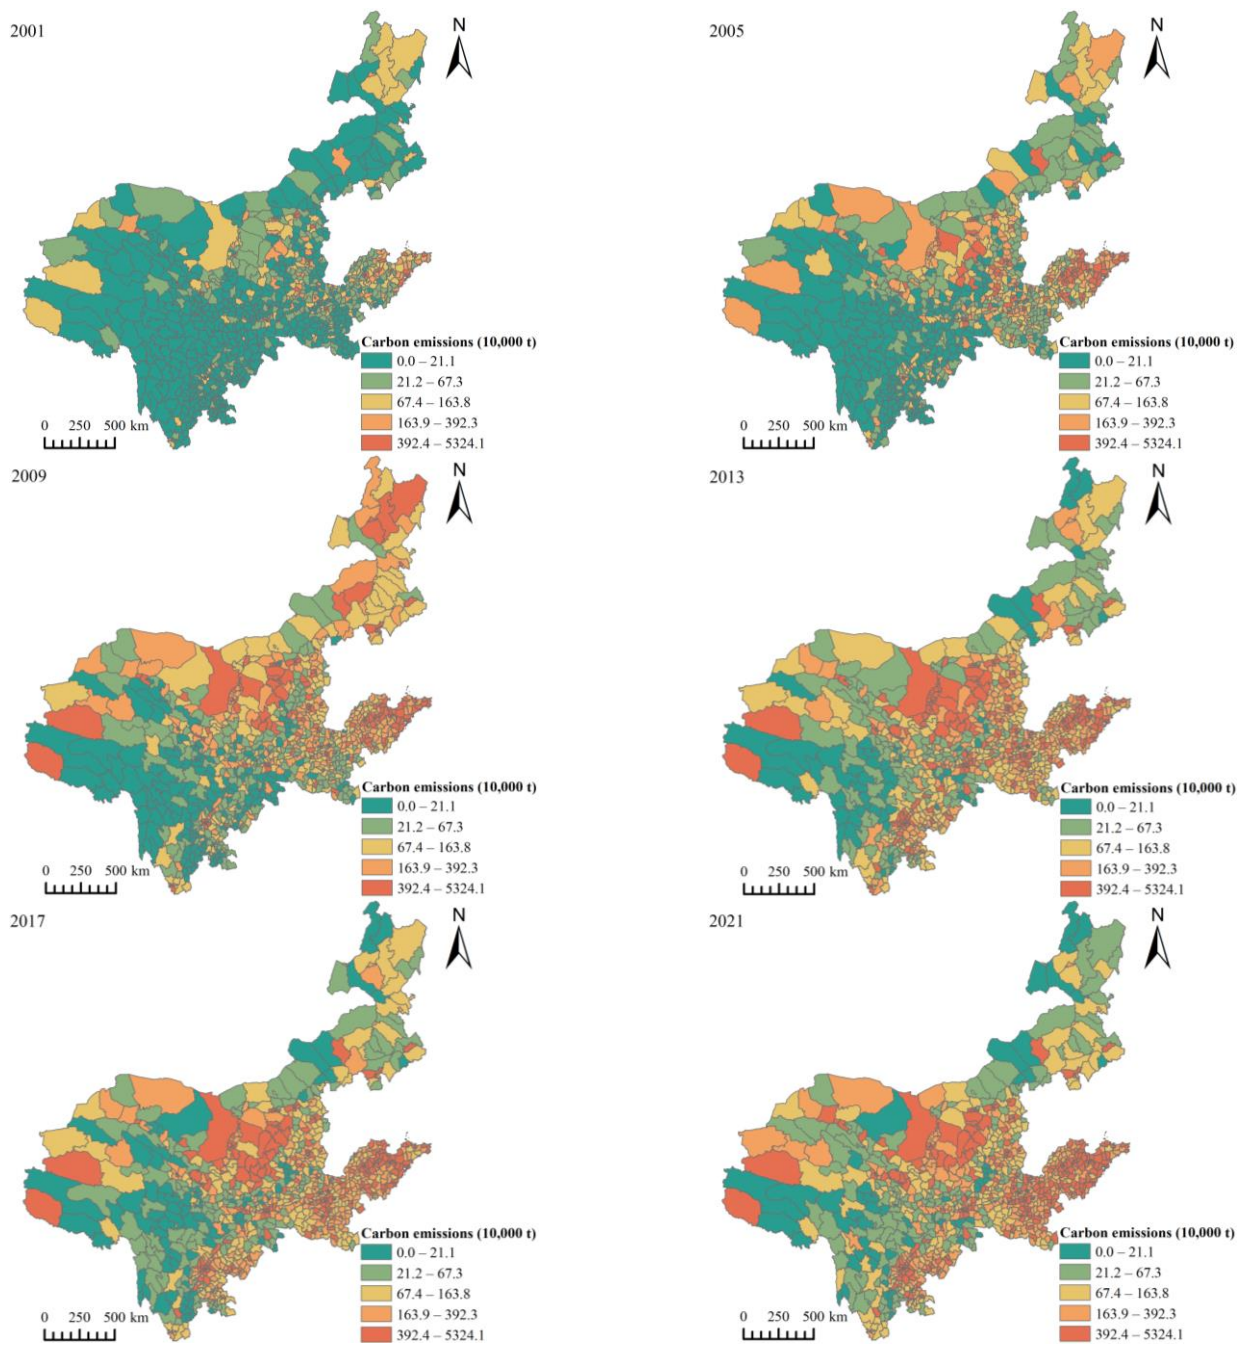 2001
N
Carbon emissions (10,000 t)
0.0 – 21.1
21.2 – 67.3
67.4 – 163.8
163.9 – 392.3
392.4 – 5324.1
0 250 500 km
2005
N
Carbon emissions (10,000 t)
0.0 – 21.1
21.2 – 67.3
67.4 – 163.8
163.9 – 392.3
392.4 – 5324.1
0 250 500 km
2009
N
Carbon emissions (10,000 t)
0.0 – 21.1
21.2 – 67.3
67.4 – 163.8
163.9 – 392.3
392.4 – 5324.1
0 250 500 km
2013
N
Carbon emissions (10,000 t)
0.0 – 21.1
21.2 – 67.3
67.4 – 163.8
163.9 – 392.3
392.4 – 5324.1
0 250 500 km
2017
N
Carbon emissions (10,000 t)
0.0 – 21.1
21.2 – 67.3
67.4 – 163.8
163.9 – 392.3
392.4 – 5324.1
0 250 500 km
2021
N
Carbon emissions (10,000 t)
0.0 – 21.1
21.2 – 67.3
67.4 – 163.8
163.9 – 392.3
392.4 – 5324.1
0 250 500 km